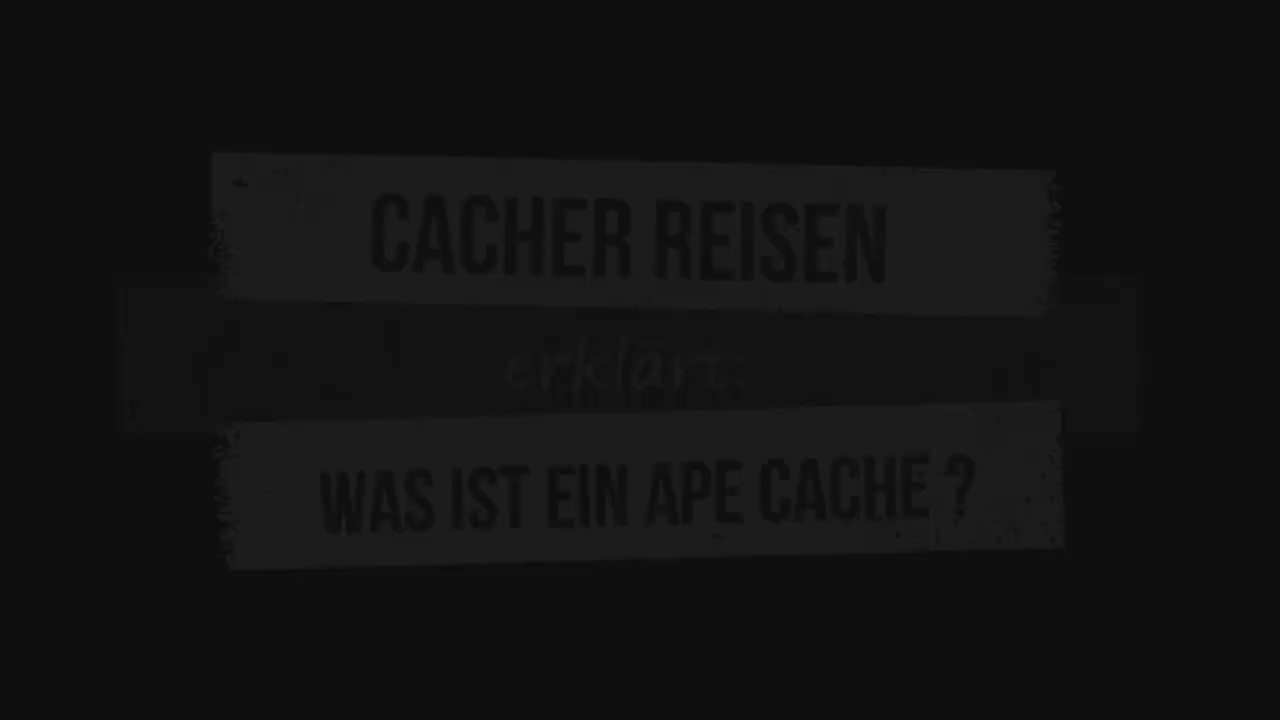 CACHER REISEN
erklärt:
WAS IST EIN APE CACHE ?